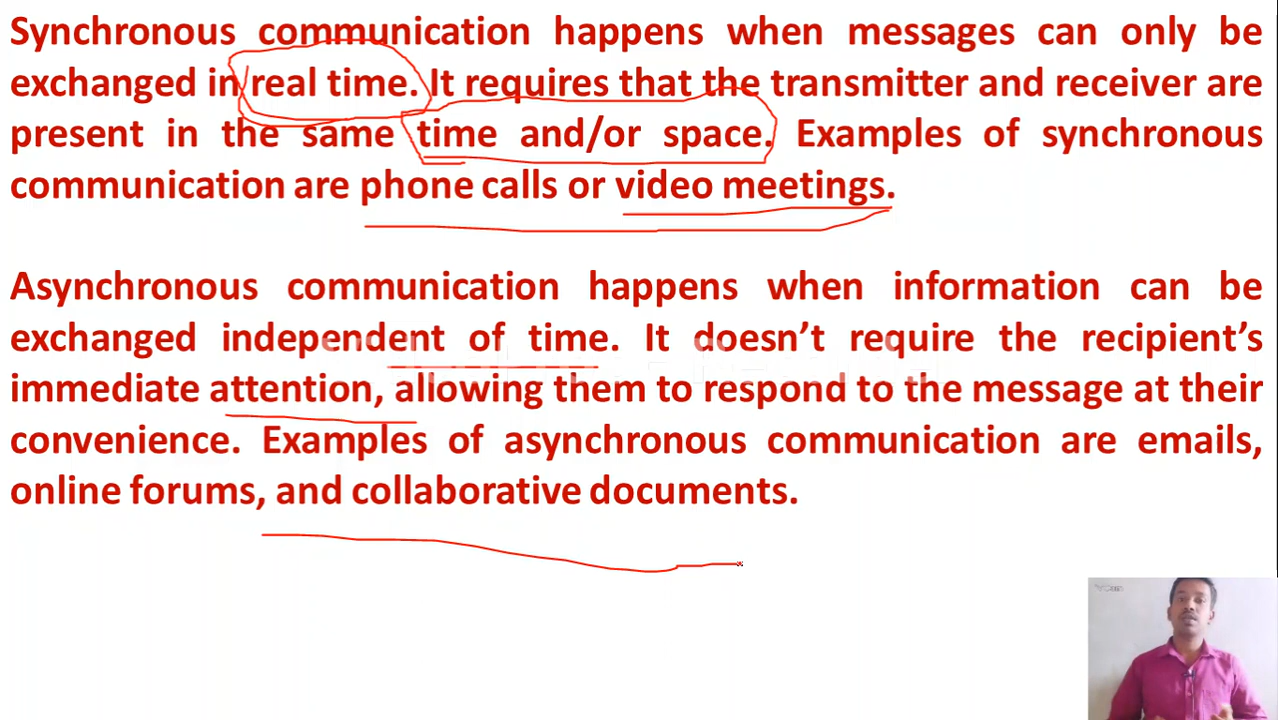 Synchronous communication happens when messages can only be
exchanged in real time. It requires that the transmitter and receiver are
present in the same time and/or space. Examples of synchronous
communication are phone calls or video meetings.
Asynchronous communication happens when information can be
exchanged independent of time. It doesn’t require the recipient’s
immediate attention, allowing them to respond to the message at their
convenience. Examples of asynchronous communication are emails,
online forums, and collaborative documents.